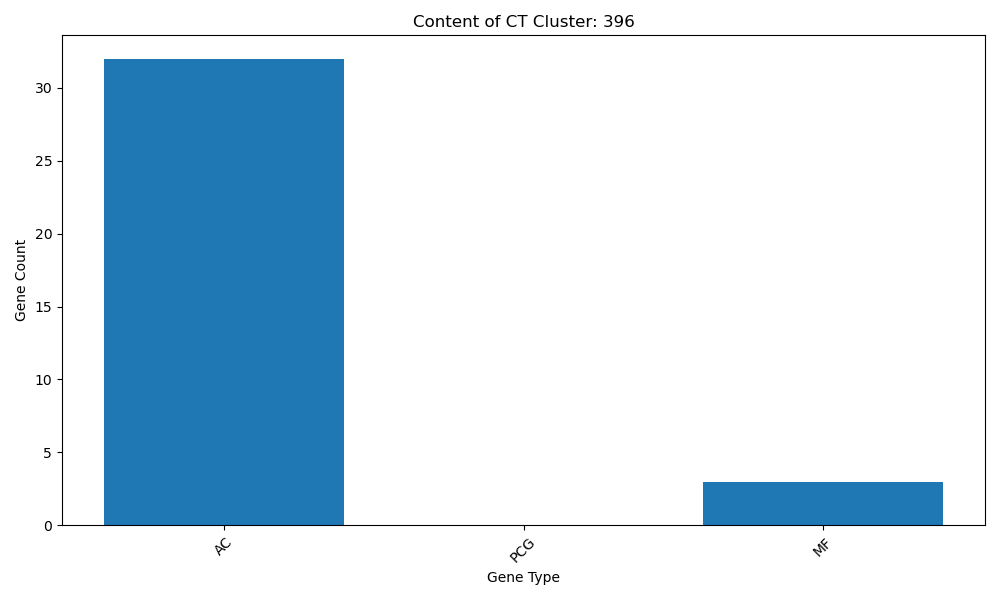 Content of CT Cluster: 396
Gene Count
30
25
20
15
10
5
0
AC
PCG
MF
Gene Type